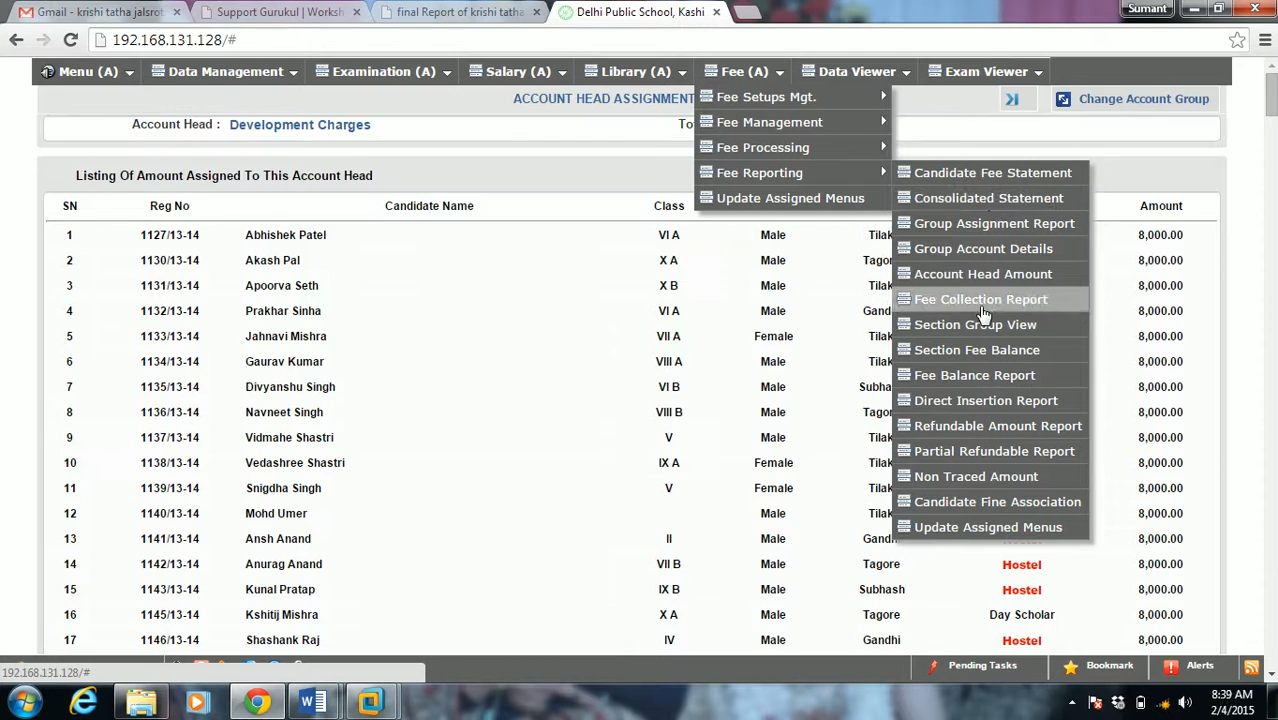 Gmail - krishi tatha jalsrot × Support Gurukul | Worksh × final Report of krishi tatha × Delhi Public School, Kashi × Sumant
192.168.131.128/#
Menu (A) Data Management Examination (A) Salary (A) Library (A) Fee (A) Data Viewer Exam Viewer
ACCOUNT HEAD ASSIGNMENT Change Account Group
Account Head : Development Charges To
Fee Setups Mgt.
Fee Management
Fee Processing
Fee Reporting
Update Assigned Menus
Candidate Fee Statement
Consolidated Statement
Group Assignment Report
Group Account Details
Account Head Amount
Fee Collection Report
Section Group View
Section Fee Balance
Fee Balance Report
Direct Insertion Report
Refundable Amount Report
Partial Refundable Report
Non Traced Amount
Candidate Fine Association
Update Assigned Menus
Listing Of Amount Assigned To This Account Head
SN Reg No Candidate Name Class Amount
1 1127/13-14 Abhishek Patel VI A Male Tilak 8,000.00
2 1130/13-14 Akash Pal X A Male Tagore 8,000.00
3 1131/13-14 Apoorva Seth X B Male Tilak 8,000.00
4 1132/13-14 Prakhar Sinha VI A Male Gand 8,000.00
5 1133/13-14 Jahnavi Mishra VII A Female Tilak 8,000.00
6 1134/13-14 Gaurav Kumar VIII A Male Tilak 8,000.00
7 1135/13-14 Divyanshu Singh VI B Male Subha 8,000.00
8 1136/13-14 Navneet Singh VIII B Male Tagor 8,000.00
9 1137/13-14 Vidmahe Shastri V Male Tilak 8,000.00
10 1138/13-14 Vedashree Shastri IX A Female Tilak 8,000.00
11 1139/13-14 Snigdha Singh V Female Tilak 8,000.00
12 1140/13-14 Mohd Umer Male Tilak 8,000.00
13 1141/13-14 Ansh Anand II Male Gandh 8,000.00
14 1142/13-14 Anurag Anand VII B Male Tagore Hostel 8,000.00
15 1143/13-14 Kunal Pratap IX B Male Subhash Hostel 8,000.00
16 1145/13-14 Kshitij Mishra X A Male Tagore Day Scholar 8,000.00
17 1146/13-14 Shashank Raj IV Male Gandhi Hostel 8,000.00
192.168.131.128/# Pending Tasks Bookmark Alerts
8:39 AM
2/4/2015